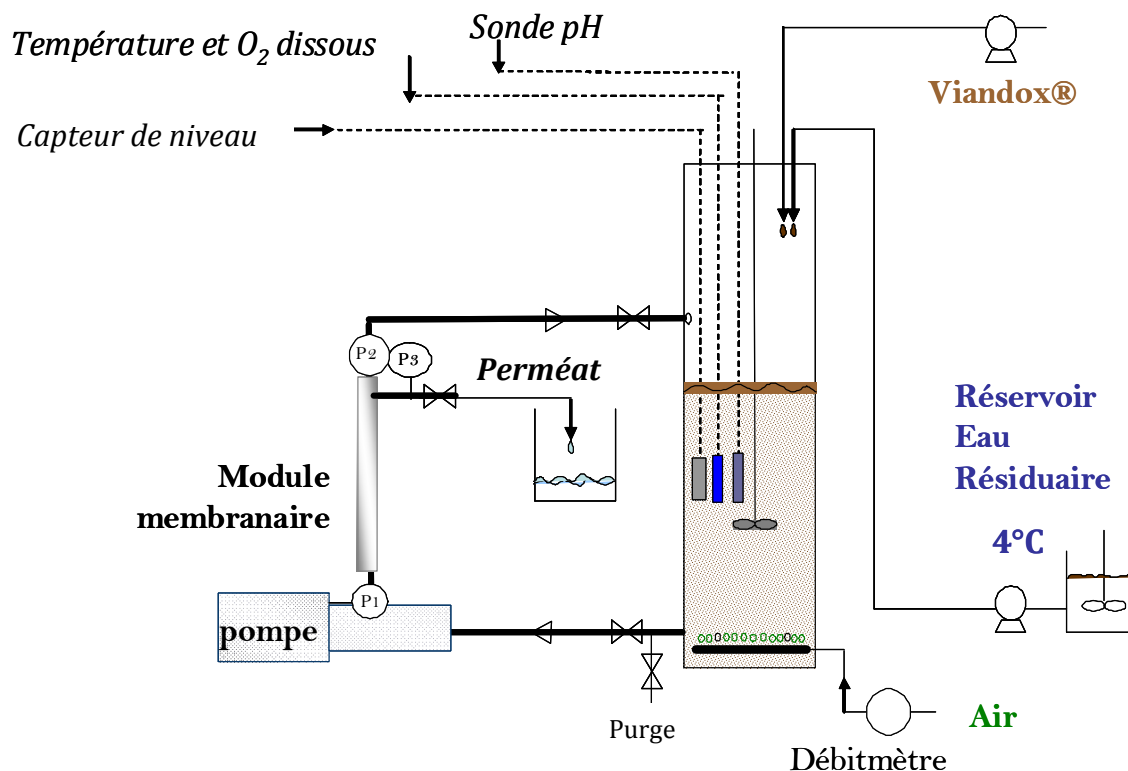 Sonde pH
Température et O2 dissous
Viandox®
Capteur de niveau
P2
P3
Perméat
Réservoir
Eau
Résiduaire
Module
membranaire
4°C
P1
pompe
Purge
Air
Débitmètre